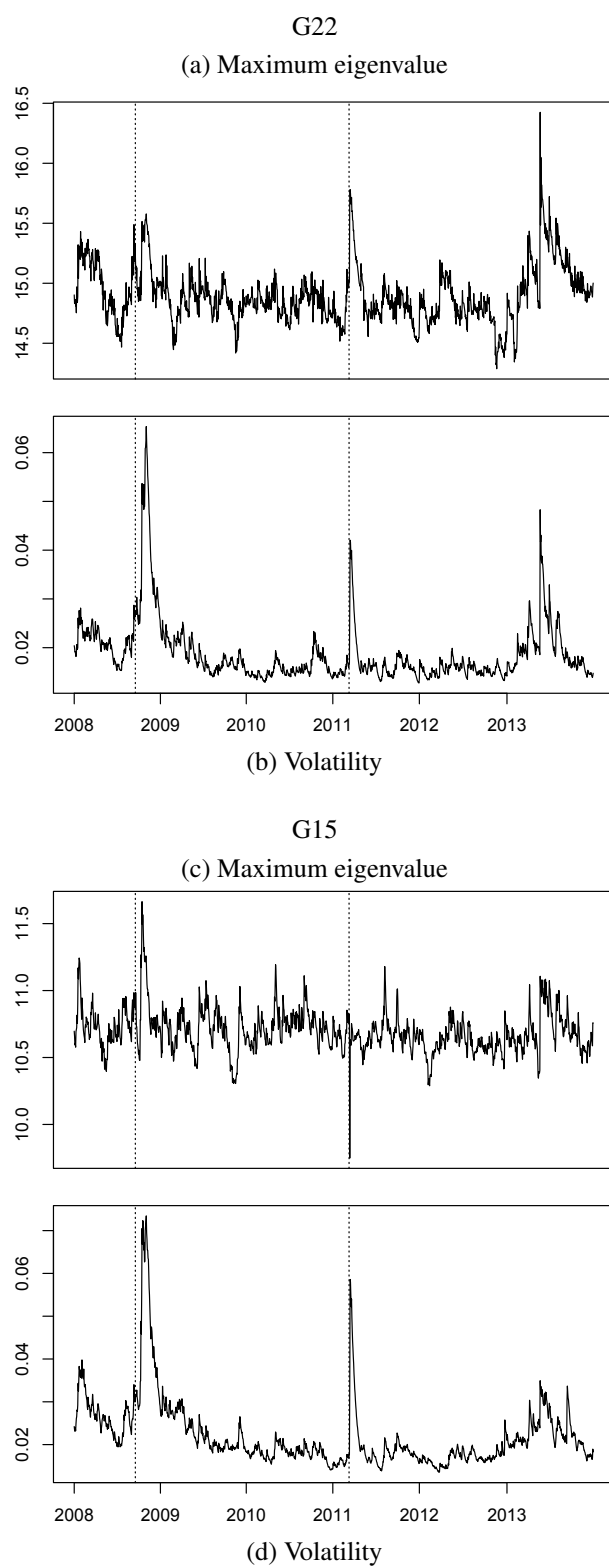 G22
(a) Maximum eigenvalue
16.5
16.0
15.5
15.0
14.5
0.06
0.04
0.02
2008 2009 2010 2011 2012 2013
(b) Volatility
G15
(c) Maximum eigenvalue
11.5
11.0
10.5
10.0
0.06
0.04
0.02
2008 2009 2010 2011 2012 2013
(d) Volatility